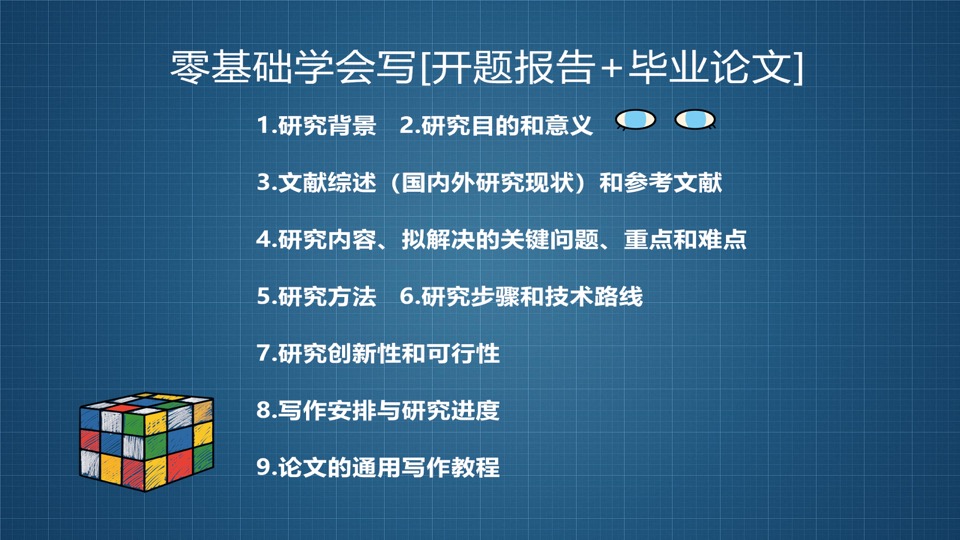 零基础学会写[开题报告+毕业论文]
1.研究背景 2.研究目的和意义
3.文献综述（国内外研究现状）和参考文献
4.研究内容、拟解决的关键问题、重点和难点
5.研究方法 6.研究步骤和技术路线
7.研究创新性和可行性
8.写作安排与研究进度
9.论文的通用写作教程